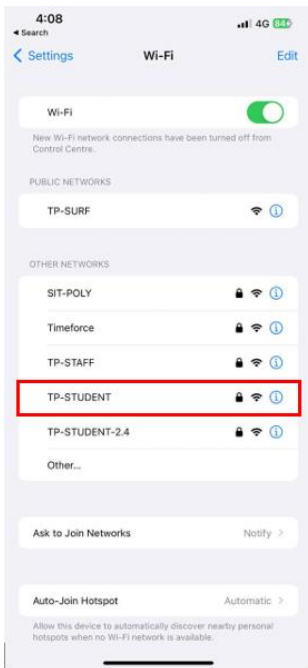 4:08
4G 84
◀ Search
Settings
Wi-Fi
Edit
Wi-Fi
New Wi-Fi network connections have been turned off from
Control Centre.
PUBLIC NETWORKS
TP-SURF
OTHER NETWORKS
SIT-POLY
Timeforce
TP-STAFF
TP-STUDENT
TP-STUDENT-2.4
Other...
Ask to Join Networks
Notify
Auto-Join Hotspot
Automatic
Allow this device to automatically discover nearby personal
hotspots when no Wi-Fi network is available.